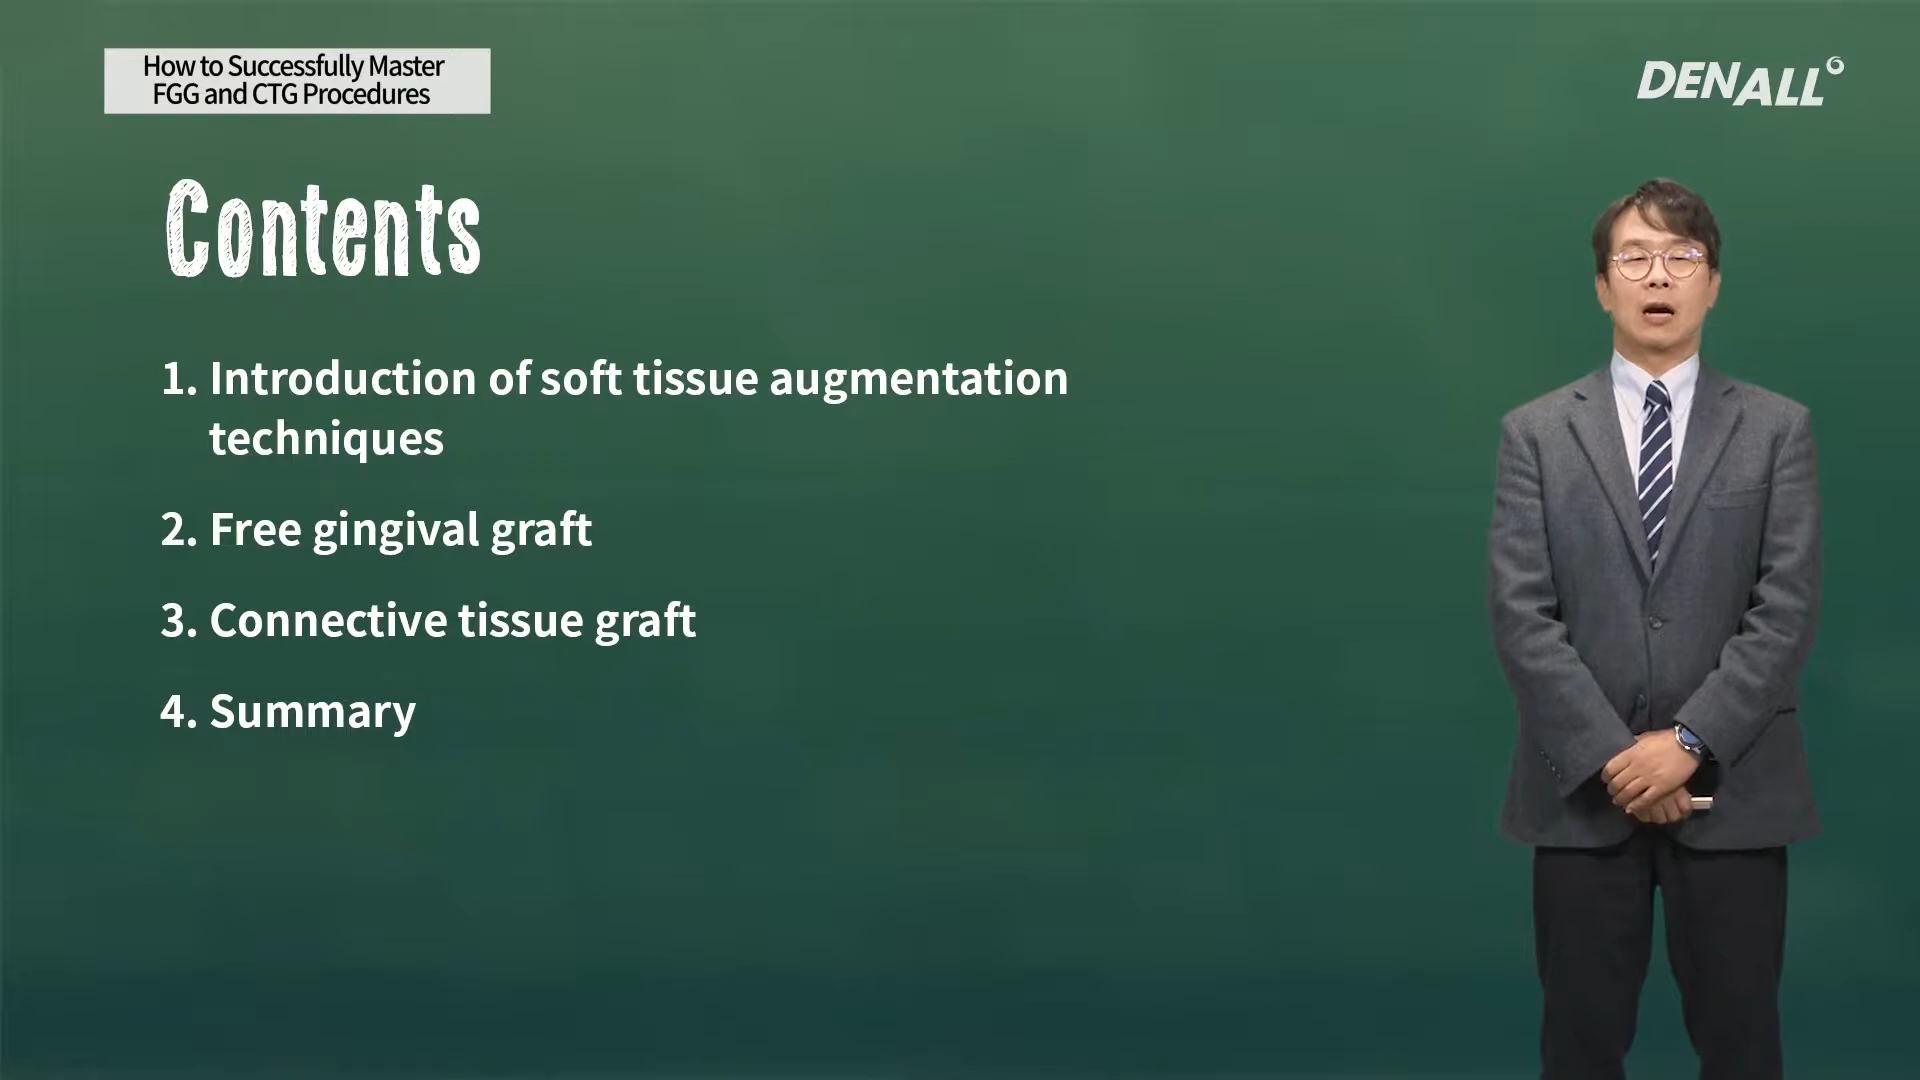 How to Successfully Master
FGG and CTG Procedures
DENALL
Contents
1. Introduction of soft tissue augmentation
techniques
2. Free gingival graft
3. Connective tissue graft
4. Summary